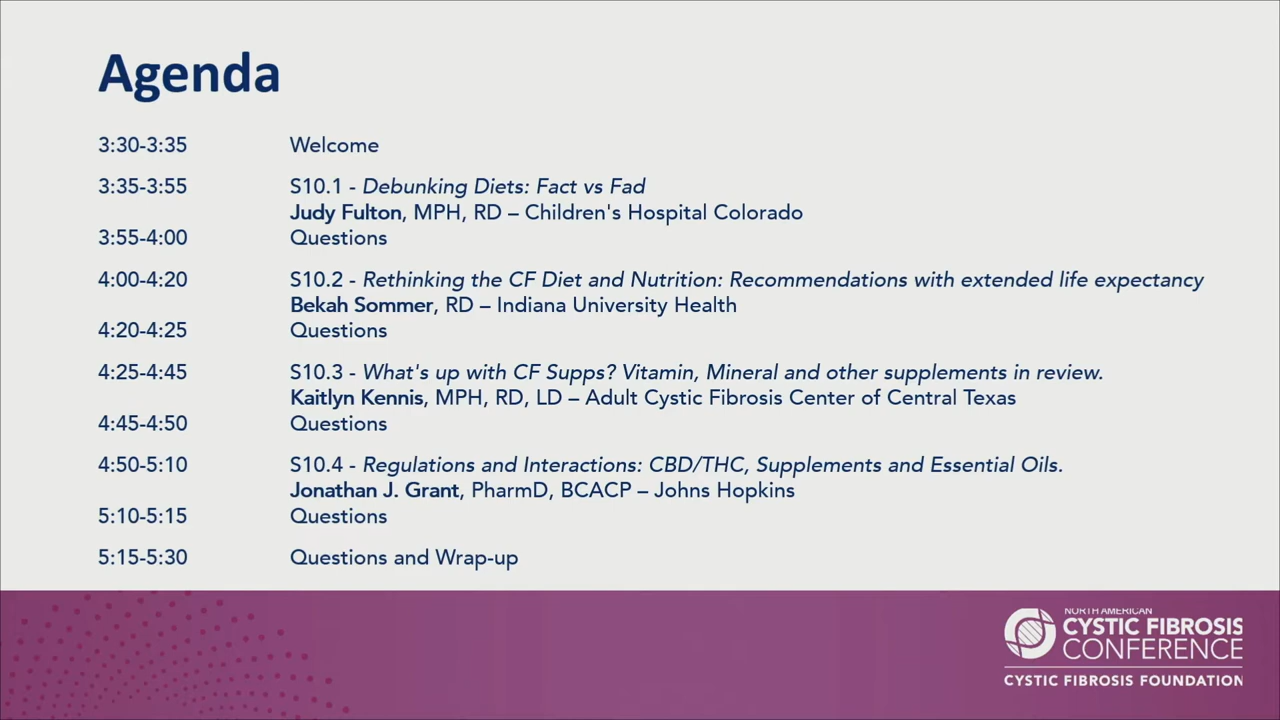 Agenda
3:30-3:35 Welcome
3:35-3:55 S10.1 - Debunking Diets: Fact vs Fad
Judy Fulton, MPH, RD – Children's Hospital Colorado
3:55-4:00 Questions
4:00-4:20 S10.2 - Rethinking the CF Diet and Nutrition: Recommendations with extended life expectancy
Bekah Sommer, RD – Indiana University Health
4:20-4:25 Questions
4:25-4:45 S10.3 - What's up with CF Supps? Vitamin, Mineral and other supplements in review.
Kaitlyn Kennis, MPH, RD, LD – Adult Cystic Fibrosis Center of Central Texas
4:45-4:50 Questions
4:50-5:10 S10.4 - Regulations and Interactions: CBD/THC, Supplements and Essential Oils.
Jonathan J. Grant, PharmD, BCACP – Johns Hopkins
5:10-5:15 Questions
5:15-5:30 Questions and Wrap-up
NORTH AMERICAN
CYSTIC FIBROSIS
CONFERENCE
CYSTIC FIBROSIS FOUNDATION